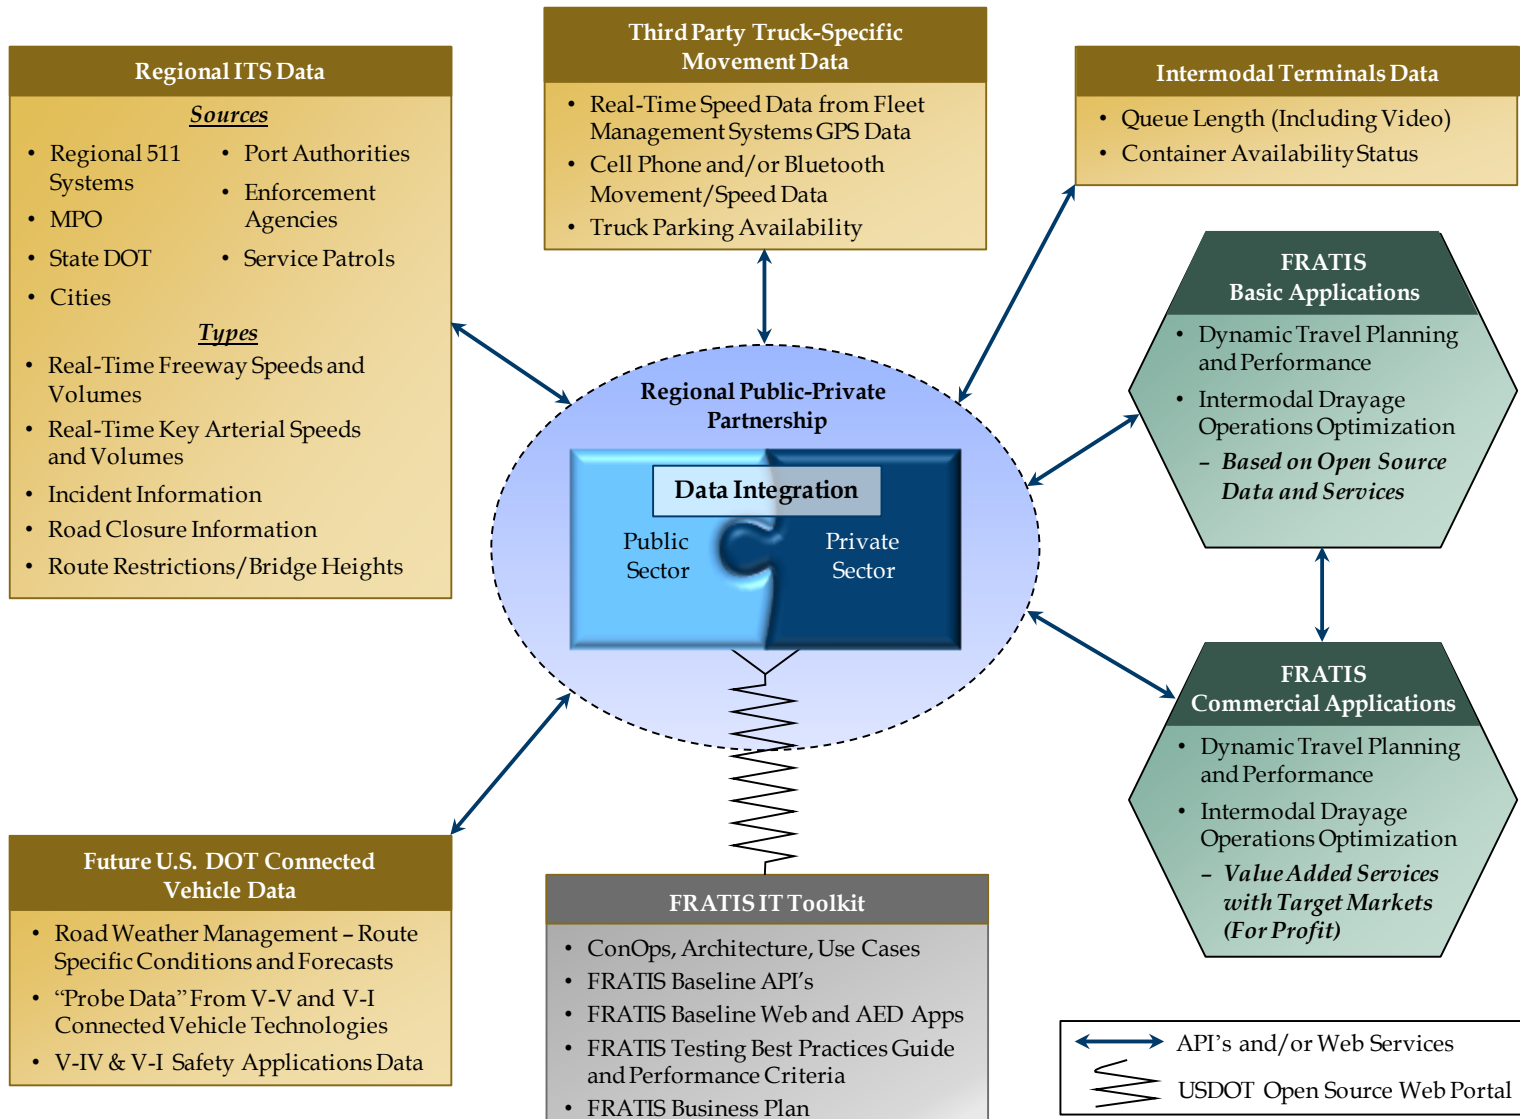 Regional ITS Data
Sources
• Regional 511
Systems
• MPO
• State DOT
• Cities
• Port Authorities
• Enforcement
Agencies
• Service Patrols
Types
• Real-Time Freeway Speeds and
Volumes
• Real-Time Key Arterial Speeds
and Volumes
• Incident Information
• Road Closure Information
• Route Restrictions/Bridge Heights
Third Party Truck-Specific
Movement Data
• Real-Time Speed Data from Fleet
Management Systems GPS Data
• Cell Phone and/or Bluetooth
Movement/Speed Data
• Truck Parking Availability
Intermodal Terminals Data
• Queue Length (Including Video)
• Container Availability Status
FRATIS
Basic Applications
• Dynamic Travel Planning
and Performance
• Intermodal Drayage
Operations Optimization
– Based on Open Source
Data and Services
Regional Public-Private
Partnership
Data Integration
Public
Sector
Private
Sector
FRATIS
Commercial Applications
• Dynamic Travel Planning
and Performance
• Intermodal Drayage
Operations Optimization
– Value Added Services
with Target Markets
(For Profit)
Future U.S. DOT Connected
Vehicle Data
• Road Weather Management – Route
Specific Conditions and Forecasts
• “Probe Data” From V-V and V-I
Connected Vehicle Technologies
• V-IV & V-I Safety Applications Data
FRATIS IT Toolkit
• ConOps, Architecture, Use Cases
• FRATIS Baseline API’s
• FRATIS Baseline Web and AED Apps
• FRATIS Testing Best Practices Guide
and Performance Criteria
• FRATIS Business Plan
API’s and/or Web Services
USDOT Open Source Web Portal